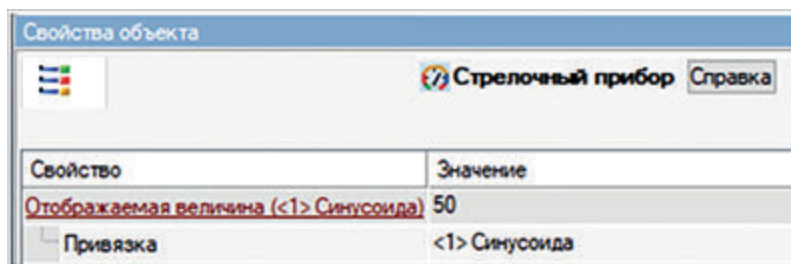 Свойства объекта
Стрелочный прибор Справка
Свойство Значение
Отображаемая величина (<1> Синусоида) 50
Привязка <1> Синусоида